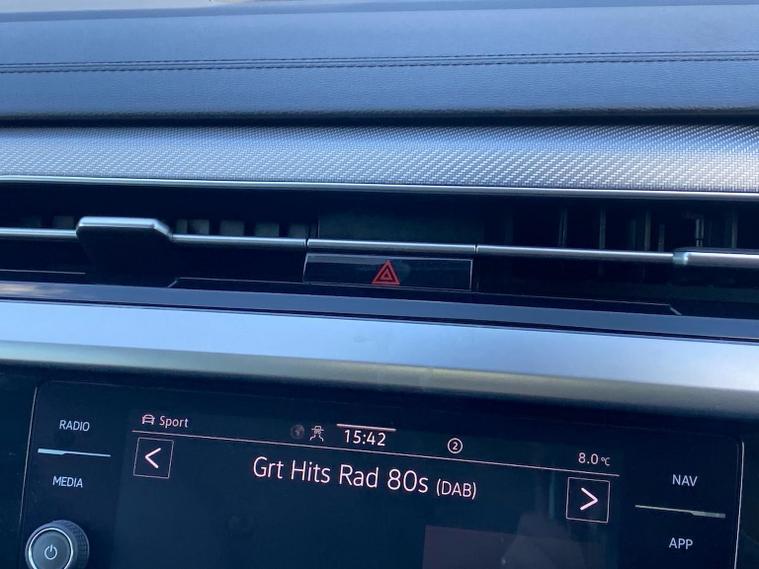 RADIO
MEDIA
Sport
15:42
2
8.0°C
Grt Hits Rad 80s (DAB)
NAV
APP